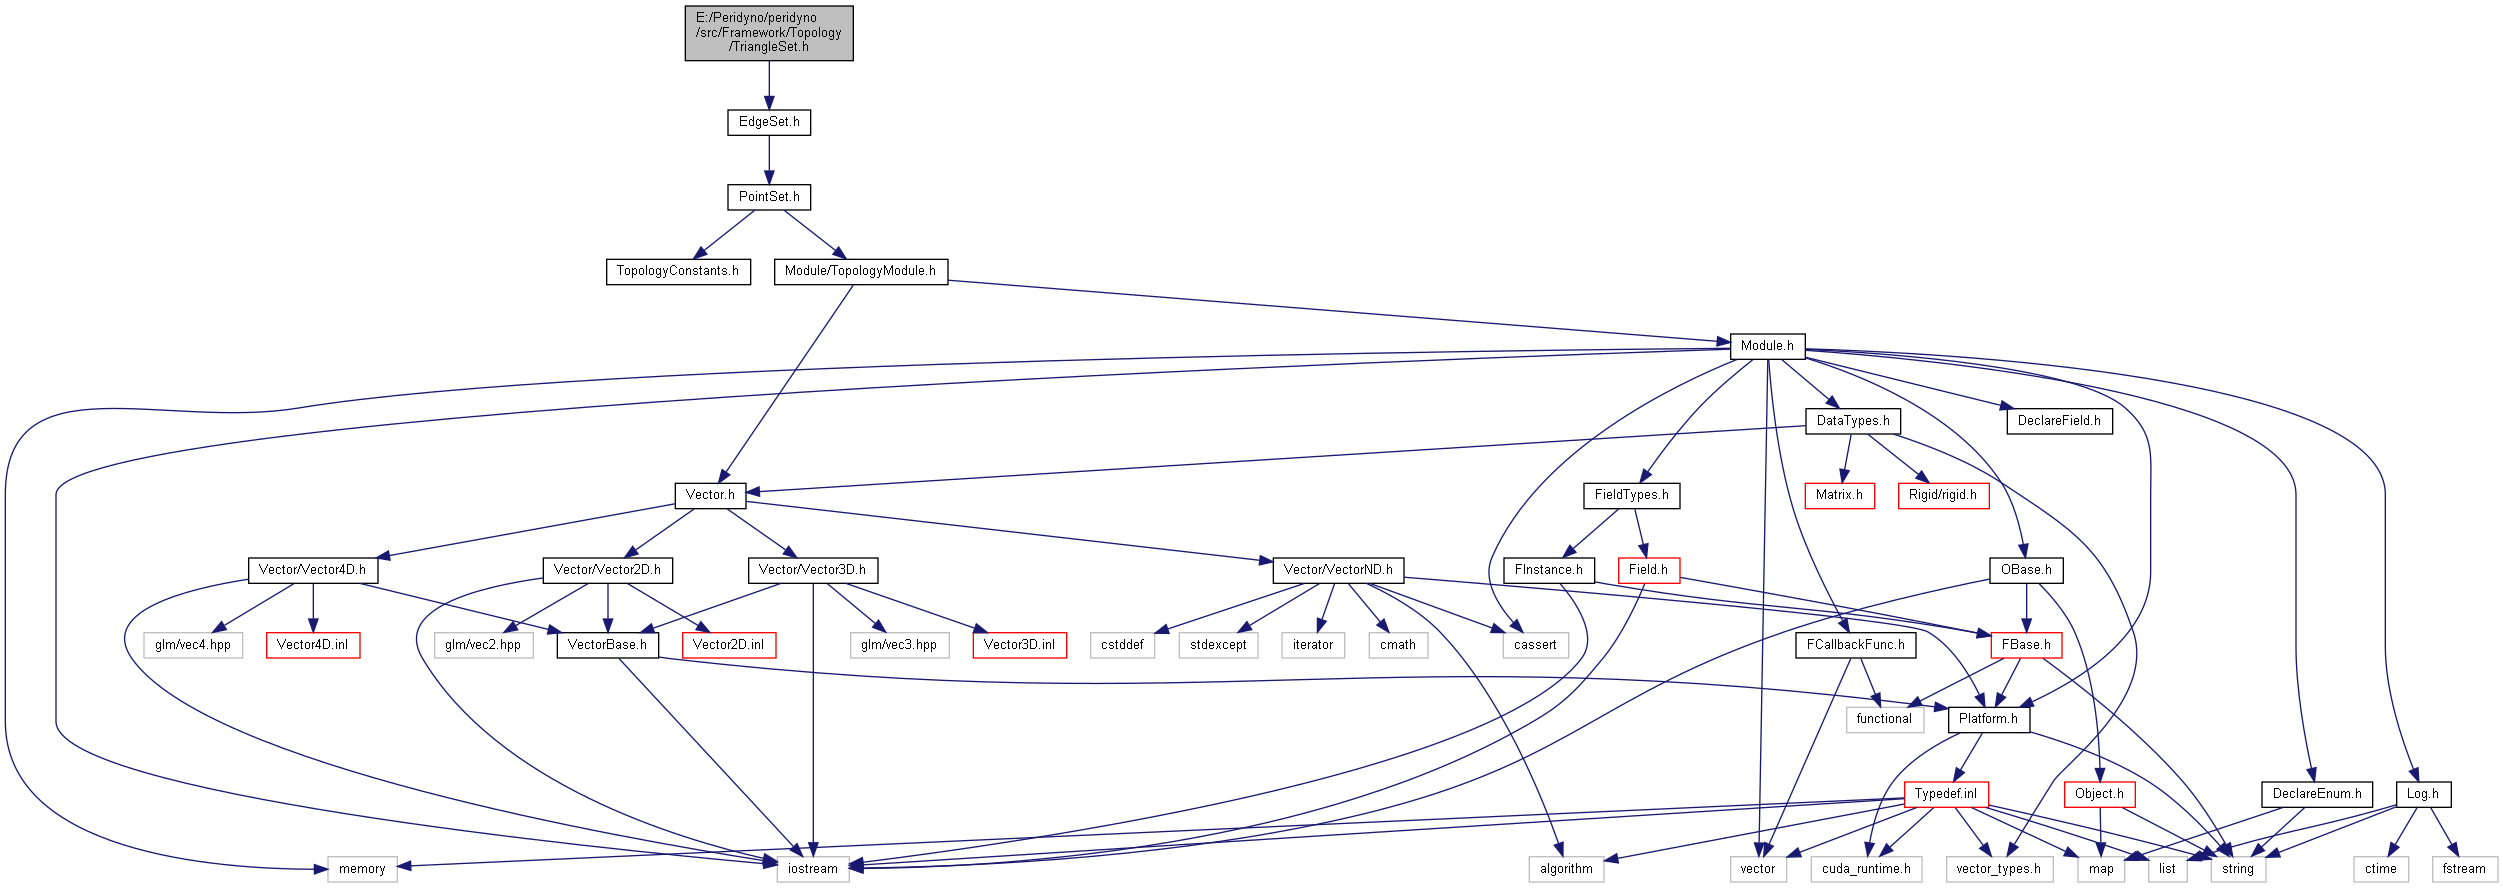 E:/Peridyno/peridyno
/src/Framework/Topology
/TriangleSet.h
EdgeSet.h
PointSet.h
TopologyConstants.h
Module/TopologyModule.h
Module.h
DataTypes.h
DeclareField.h
Vector.h
FieldTypes.h
Matrix.h
Rigid/rigid.h
Vector/Vector4D.h
Vector/Vector2D.h
Vector/Vector3D.h
Vector/VectorND.h
FInstance.h
Field.h
OBase.h
glm/vec4.hpp
Vector4D.inl
glm/vec2.hpp
VectorBase.h
Vector2D.inl
glm/vec3.hpp
Vector3D.inl
cstddef
stdexcept
iterator
cmath
cassert
FCallbackFunc.h
FBase.h
functional
Platform.h
Typedef.inl
Object.h
DeclareEnum.h
Log.h
memory
iostream
algorithm
vector
cuda_runtime.h
vector_types.h
map
list
string
ctime
fstream